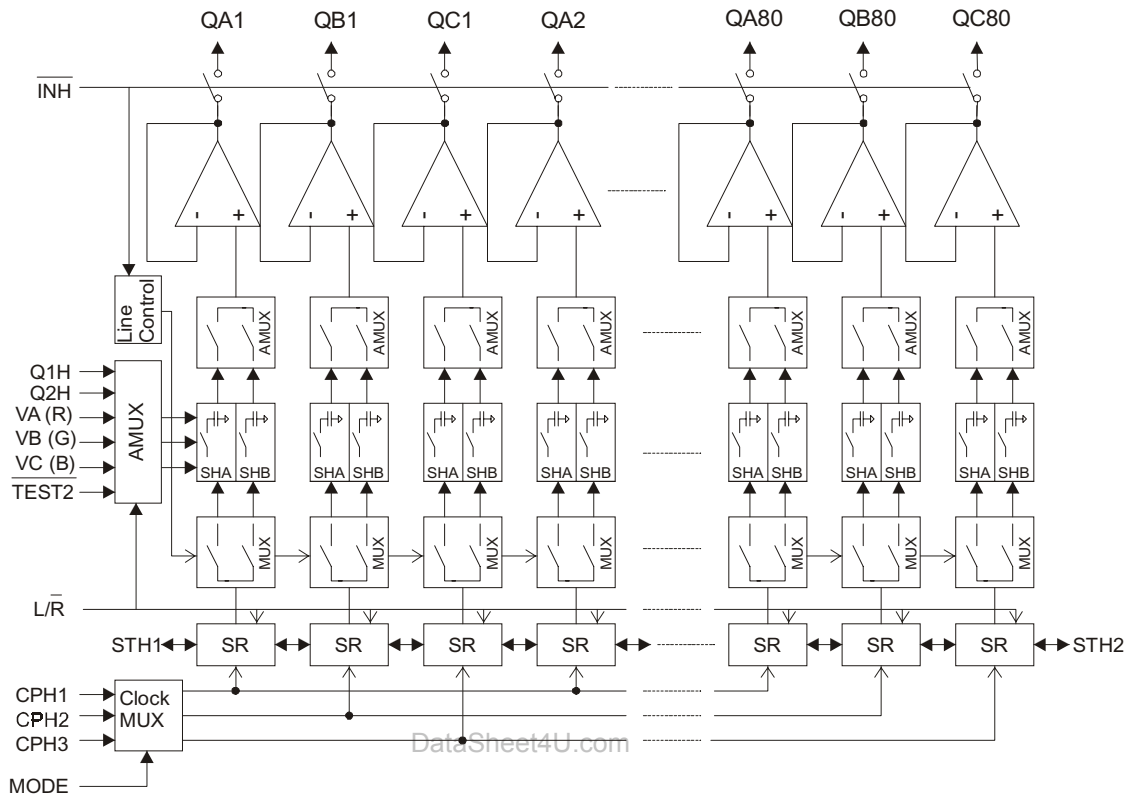 QA1 QB1 QC1 QA2 QA80 QB80 QC80
INH
- + - + - + - + - + - + - +
Line Control
AMUX AMUX AMUX AMUX AMUX AMUX AMUX
Q1H
Q2H
VA (R)
VB (G)
VC (B)
TEST2
AMUX
SHA SHB SHA SHB SHA SHB SHA SHB SHA SHB SHA SHB SHA SHB
MUX MUX MUX MUX MUX MUX MUX
L/R
STH1 SR SR SR SR SR SR SR STH2
CPH1
CPH2
CPH3
Clock
MUX
DataSheet4U.com
MODE